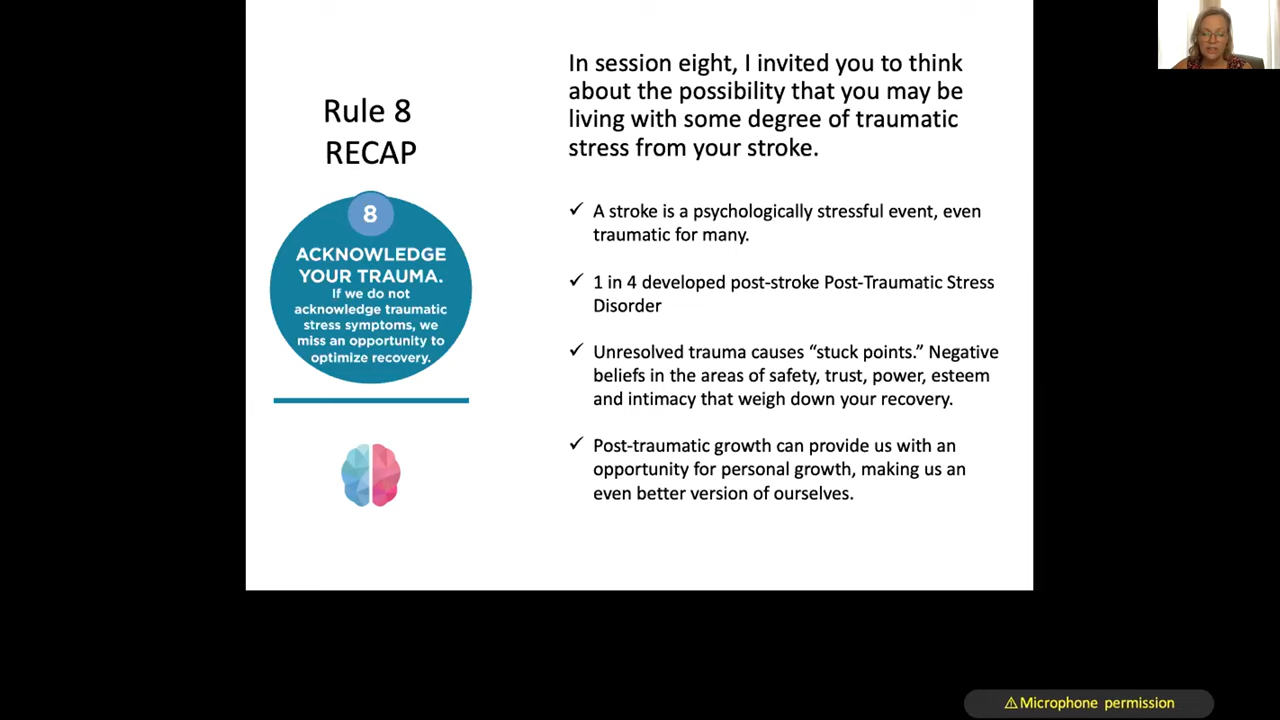 Rule 8
RECAP
8
ACKNOWLEDGE
YOUR TRAUMA.
If we do not
acknowledge traumatic
stress symptoms, we
miss an opportunity to
optimize recovery.
In session eight, I invited you to think
about the possibility that you may be
living with some degree of traumatic
stress from your stroke.
✓ A stroke is a psychologically stressful event, even
traumatic for many.
✓ 1 in 4 developed post-stroke Post-Traumatic Stress
Disorder
✓ Unresolved trauma causes “stuck points.” Negative
beliefs in the areas of safety, trust, power, esteem
and intimacy that weigh down your recovery.
✓ Post-traumatic growth can provide us with an
opportunity for personal growth, making us an
even better version of ourselves.
⚠Microphone permission